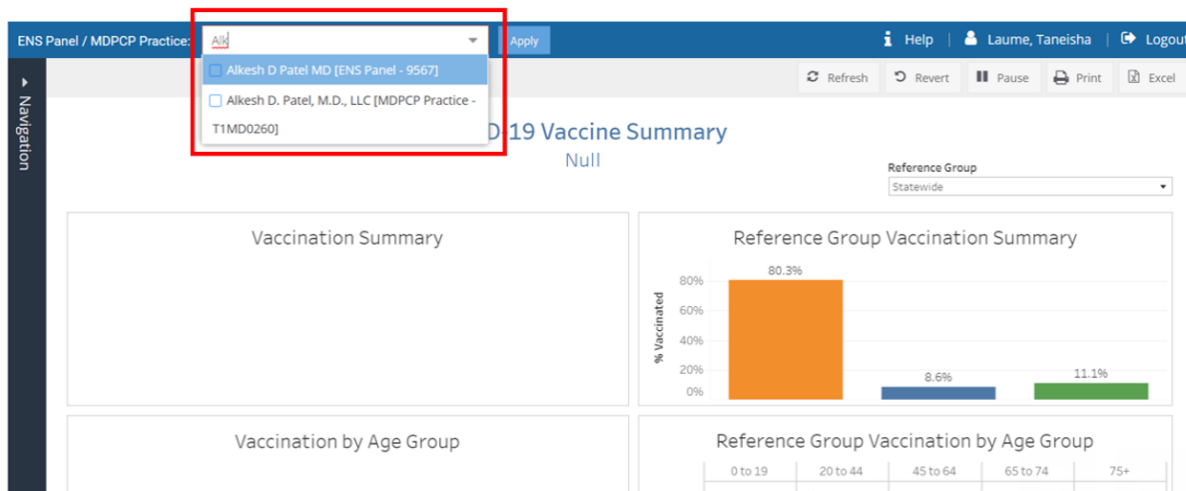 ENS Panel / MDPCP Practice: Alk Apply Help | Laume, Taneisha | Logout
Alkesh D Patel MD [ENS Panel - 9567]
Alkesh D. Patel, M.D., LLC [MDPCP Practice -
T1MD0260]
Refresh Revert Pause Print Excel
Navigation
D-19 Vaccine Summary
Null
Reference Group
Statewide
Vaccination Summary
Reference Group Vaccination Summary
% Vaccinated
80%
60%
40%
20%
0%
80.3%
8.6%
11.1%
Vaccination by Age Group
Reference Group Vaccination by Age Group
0 to 19 20 to 44 45 to 64 65 to 74 75+